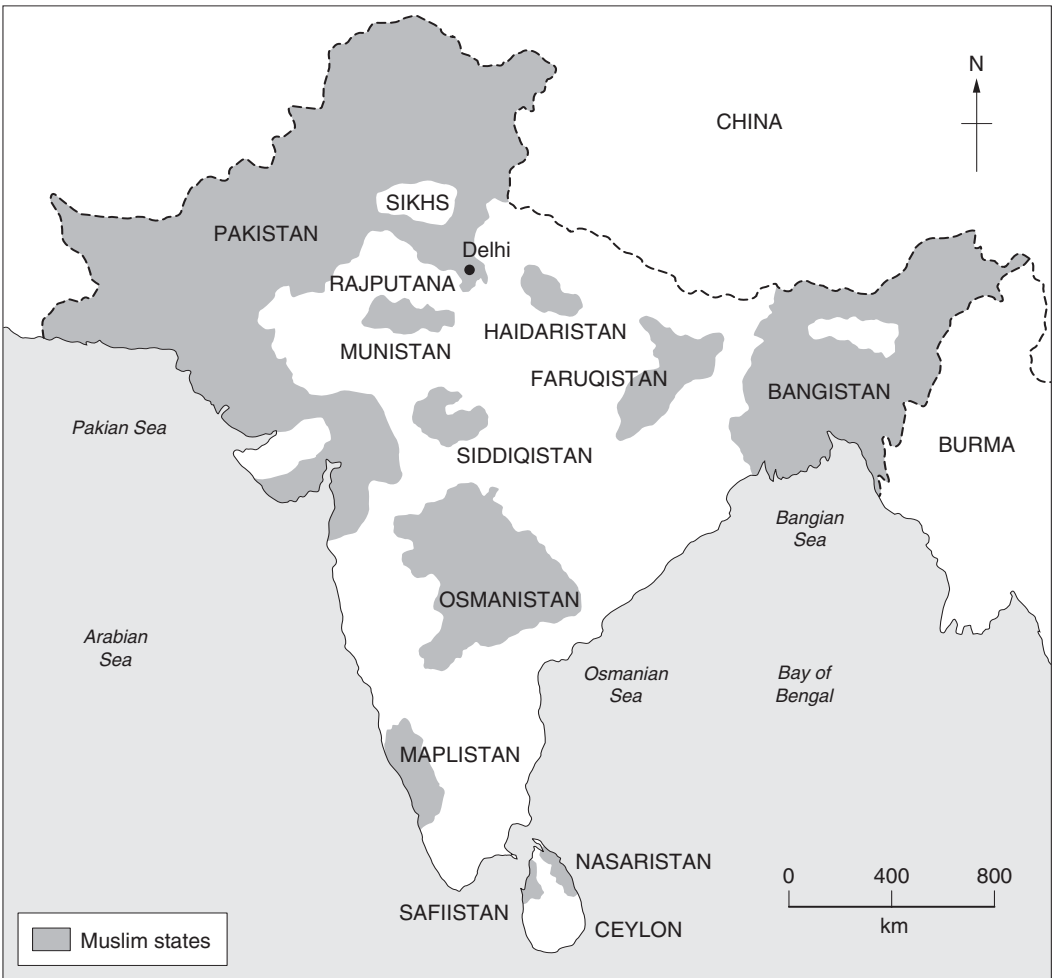 N
CHINA
SIKHS
PAKISTAN
Delhi
RAJPUTANA
HAIDARISTAN
MUNISTAN
FARUQISTAN
BANGISTAN
Pakian Sea
BURMA
SIDDIQISTAN
Bangian
Sea
OSMANISTAN
Arabian
Sea
Osmanian
Sea
Bay of
Bengal
MAPLISTAN
NASARISTAN
0 400 800
km
SAFIISTAN
CEYLON
Muslim states